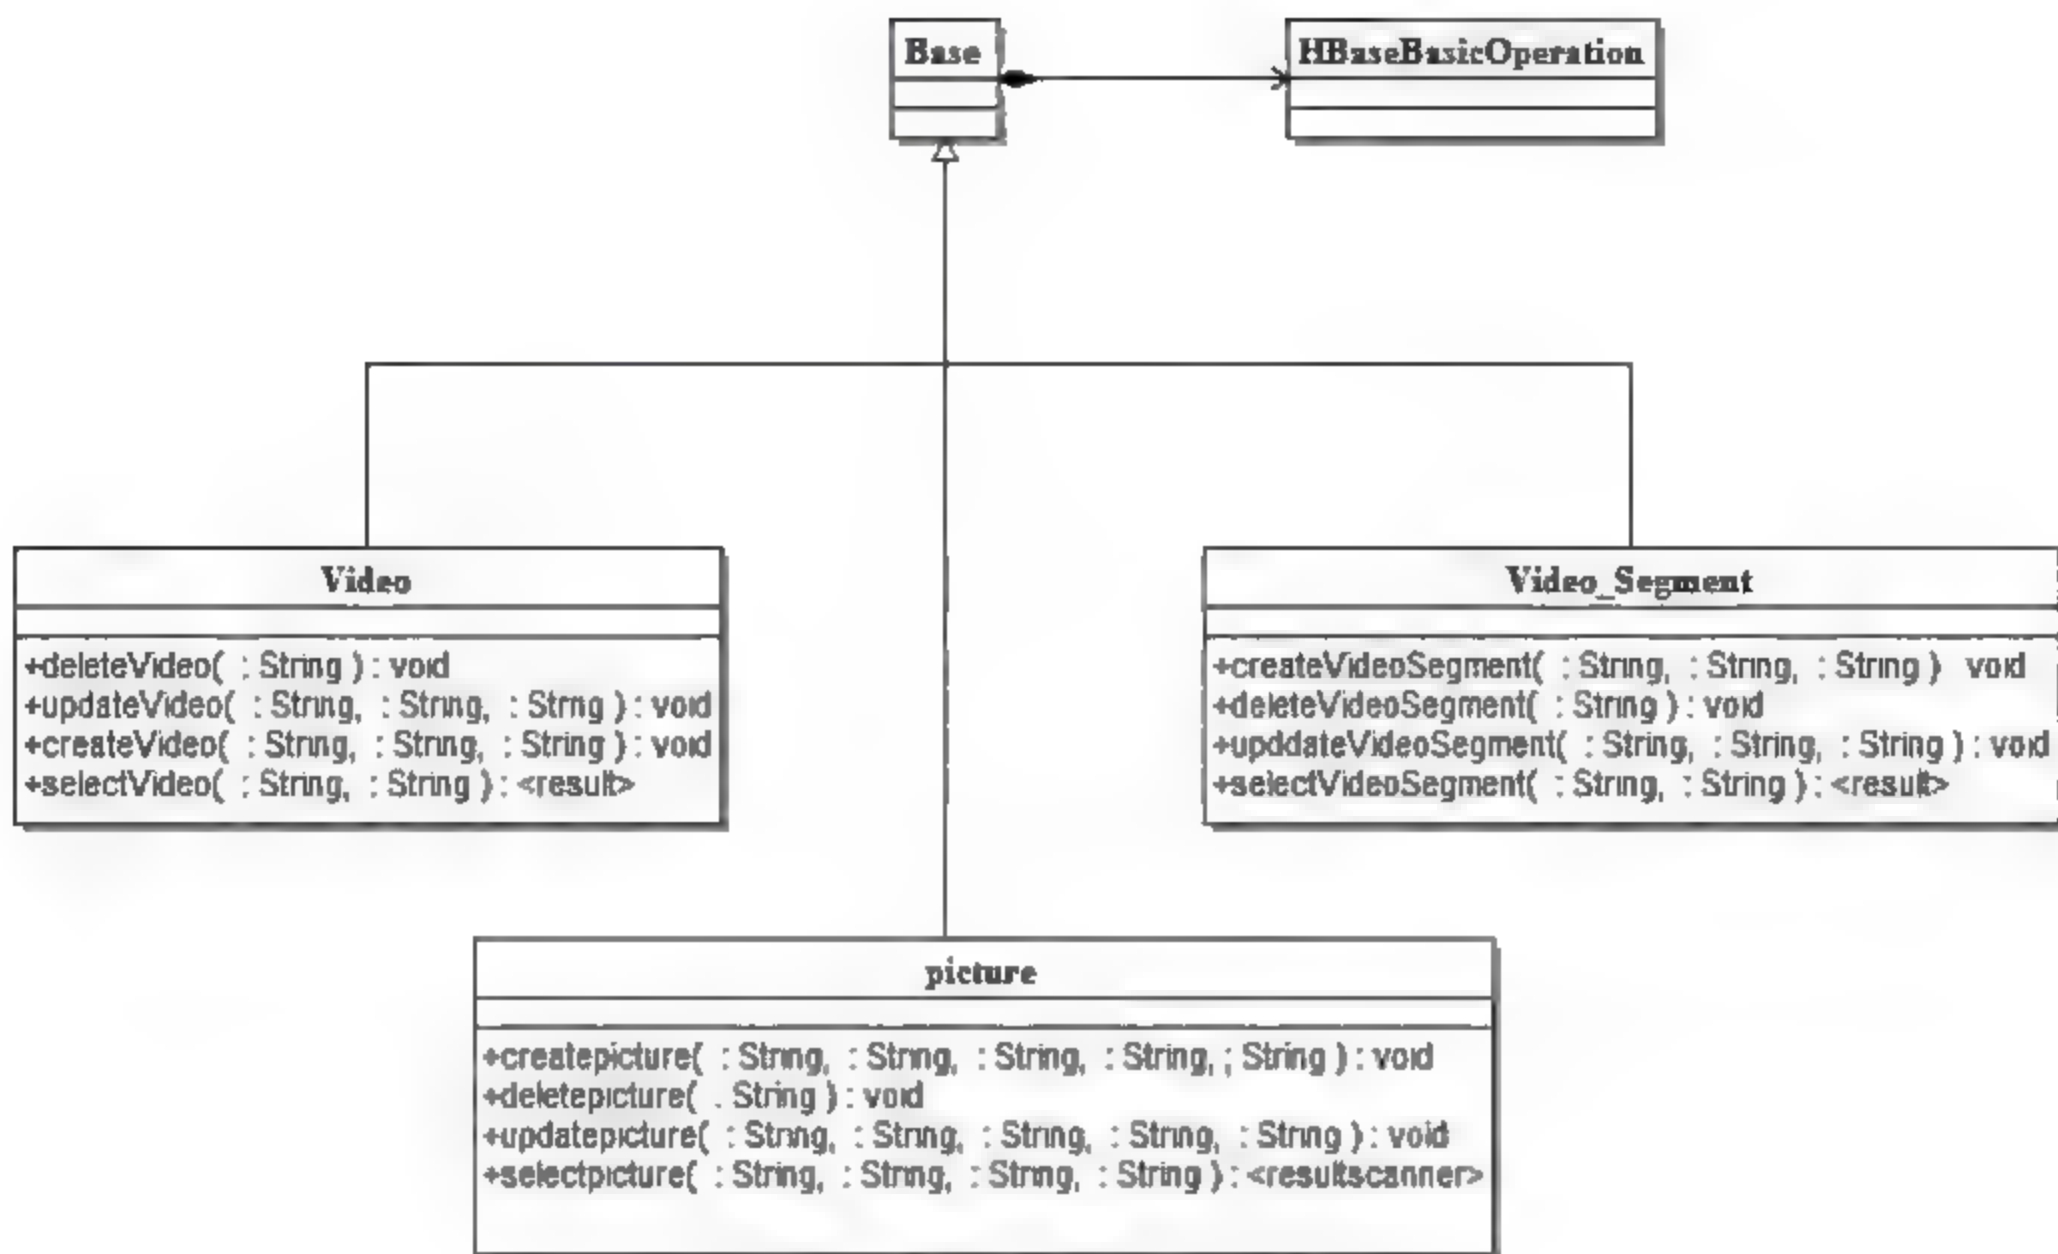 Base
HBaseBasicOperation
Video
+deleteVideo( : String ) : void
+updateVideo( : String, : String, : String ) : void
+createVideo( : String, : String, : String ) : void
+selectVideo( : String, : String ) : <result>
Video_Segment
+createVideoSegment( : String, : String, : String ) void
+deleteVideoSegment( : String ) : void
+upddateVideoSegment( : String, : String, : String ) : void
+selectVideoSegment( : String, : String ) : <result>
picture
+createpicture( : String, : String, : String, : String, ; String ) : void
+deletepicture( . String ) : void
+updatepicture( : String, : String, : String, : String, : String ) : void
+selectpicture( : String, : String, : String, : String ) : <resultscanner>